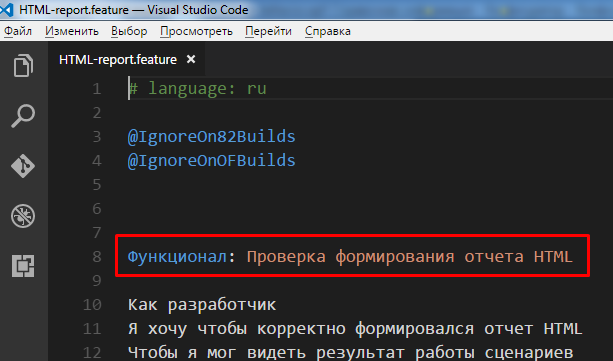 HTML-report.feature — Visual Studio Code
Файл Изменить Выбор Просмотреть Перейти Справка
HTML-report.feature ×
1 # language: ru
2
3 @IgnoreOn82Builds
4 @IgnoreOnOFBuilds
5
6
7
8 Функционал: Проверка формирования отчета HTML
9
10 Как разработчик
11 Я хочу чтобы корректно формировался отчет HTML
12 Чтобы я мог видеть результат работы сценариев